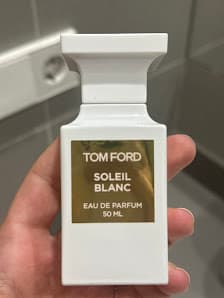 TOM FORD
SOLEIL
BLANC
EAU DE PARFUM
50 ML